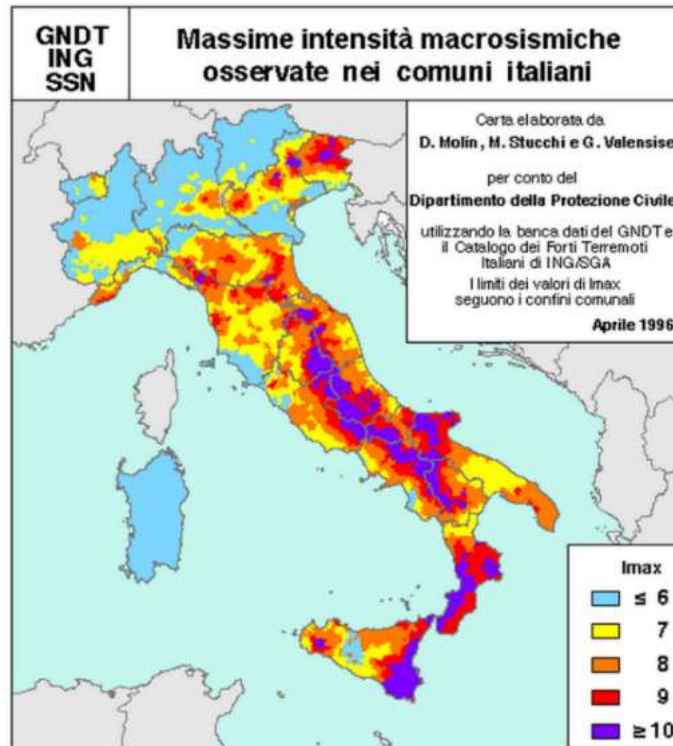 GNDT
ING
SSN
Massime intensità macrosismiche
osservate nei comuni italiani
Carta elaborata da
D. Molin, M. Stucchi e G. Valensise
per conto del
Dipartimento della Protezione Civile
utilizzando la banca dati del GNDT e
il Catalogo dei Forti Terremoti
Italiani di ING/SGA
I limiti dei valori di Imax
seguono i confini comunali
Aprile 1996
Imax
≤ 6
7
8
9
≥ 10